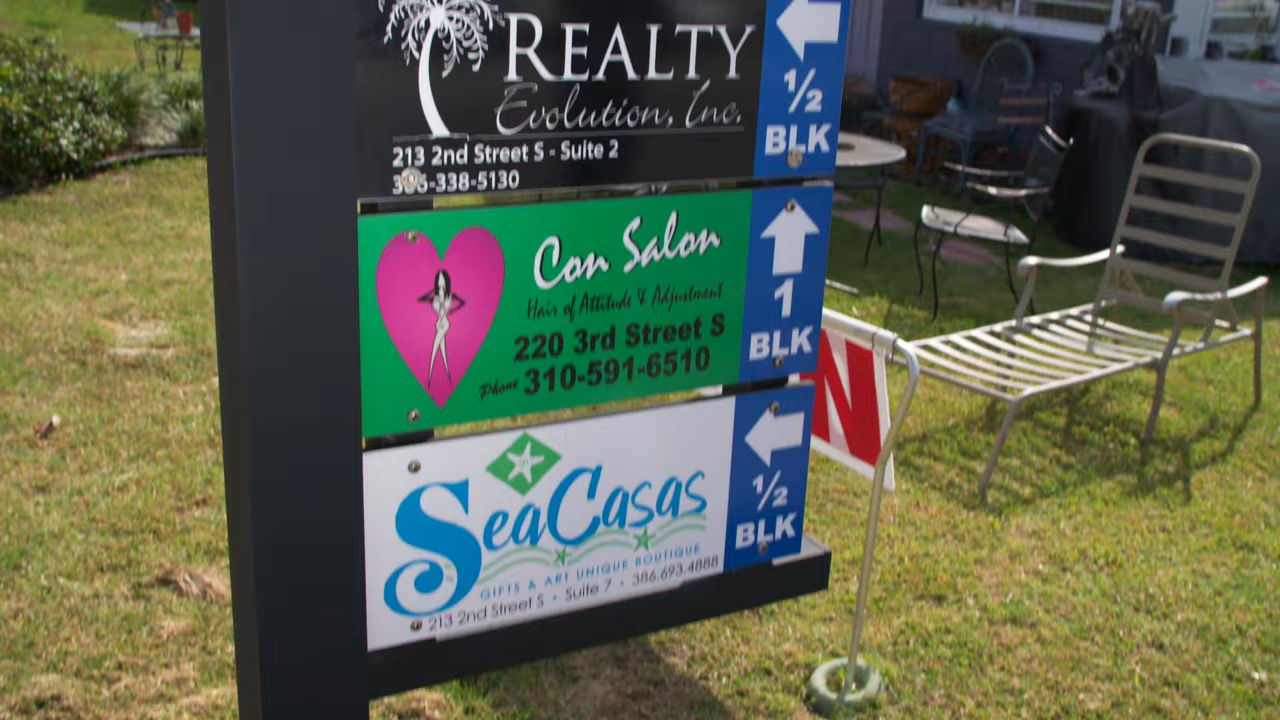 REALTY
Evolution, Inc.
213 2nd Street S - Suite 2
386-338-5130
1/2
BLK
Con Salon
Hair of Attitude & Adjustment
220 3rd Street S
Phone 310-591-6510
1
BLK
SeaCasas
GIFTS & ART UNIQUE BOUTIQUE
213 2nd Street S • Suite 7 • 386.693.4888
1/2
BLK
N